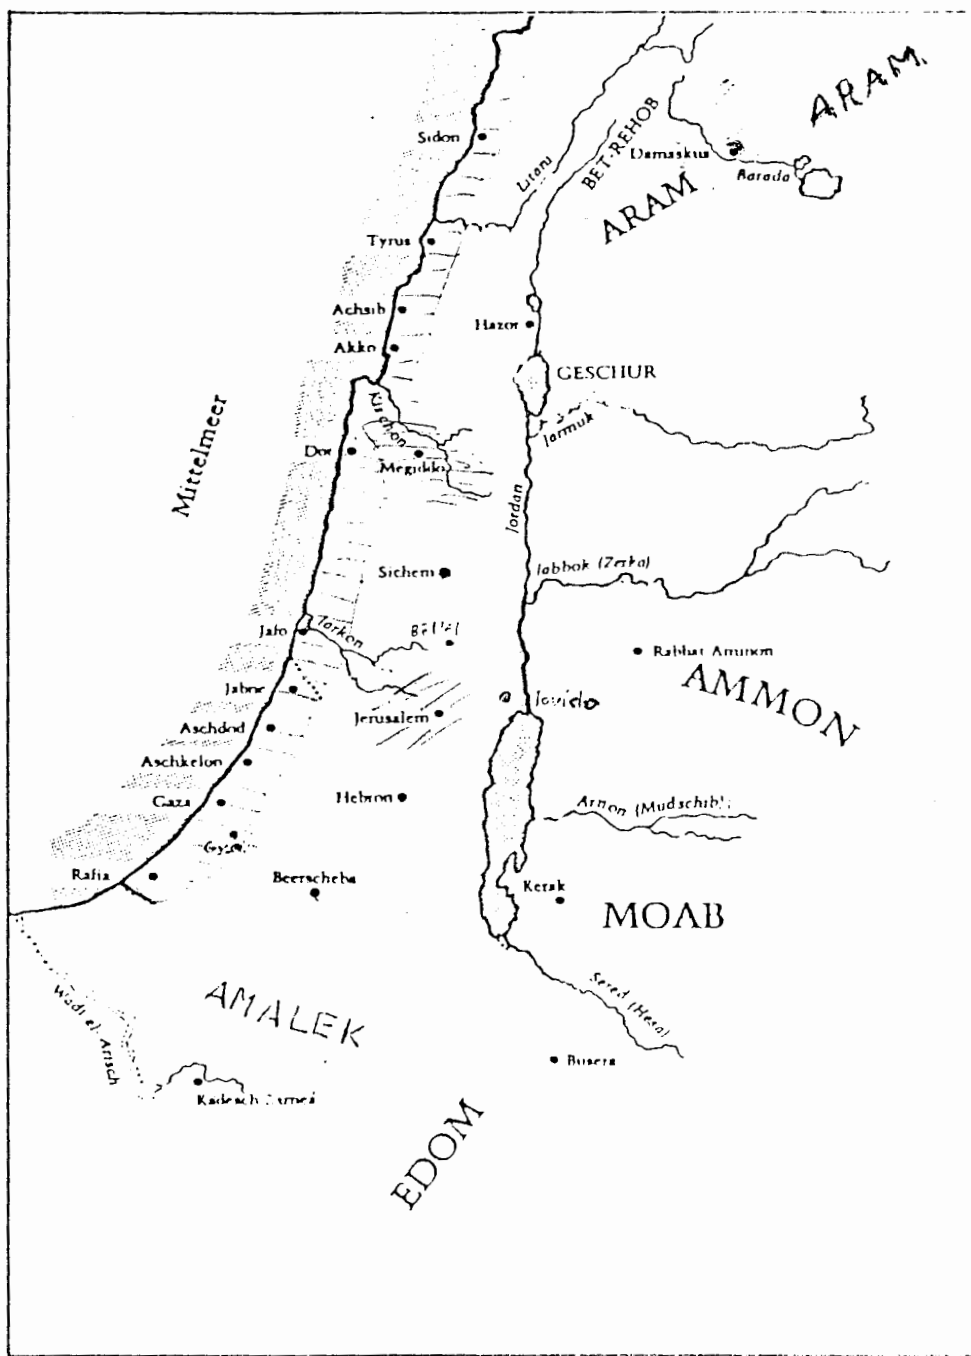 ARAM
Sidon
Litani
BET-REHOB
Damaskus
Barada
ARAM
Tyrus
Achsib
Hazor
Akko
GESCHUR
Kischon
Jarmuk
Mittelmeer
Dor
Megiddo
Jordan
Sichem
Jabbok (Zerka)
Jafo
Jarkon
Betel
Rabbat Ammon
AMMON
Jabne
Jerusalem
Aschdod
Aschkelon
Gaza
Hebron
Arnon (Mudschib)
Rafia
Beerscheba
Kerak
MOAB
Wadi el-Arisch
AMALEK
Sered (Hesa)
Busera
Kadesch
EDOM